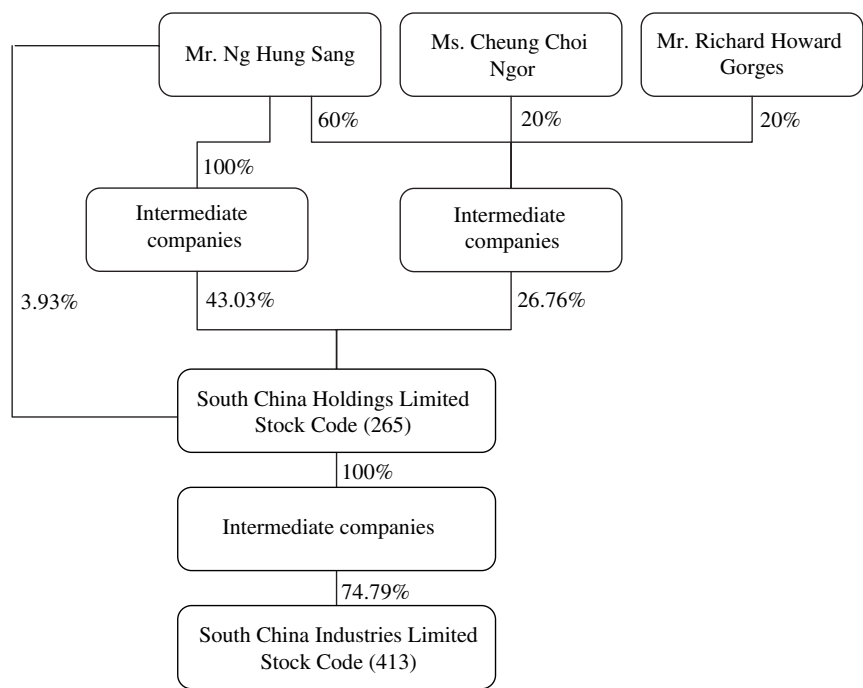 Mr. Ng Hung Sang
Ms. Cheung Choi
Ngor
Mr. Richard Howard
Gorges
60%
20%
20%
100%
Intermediate
companies
Intermediate
companies
3.93%
43.03%
26.76%
South China Holdings Limited
Stock Code (265)
100%
Intermediate companies
74.79%
South China Industries Limited
Stock Code (413)